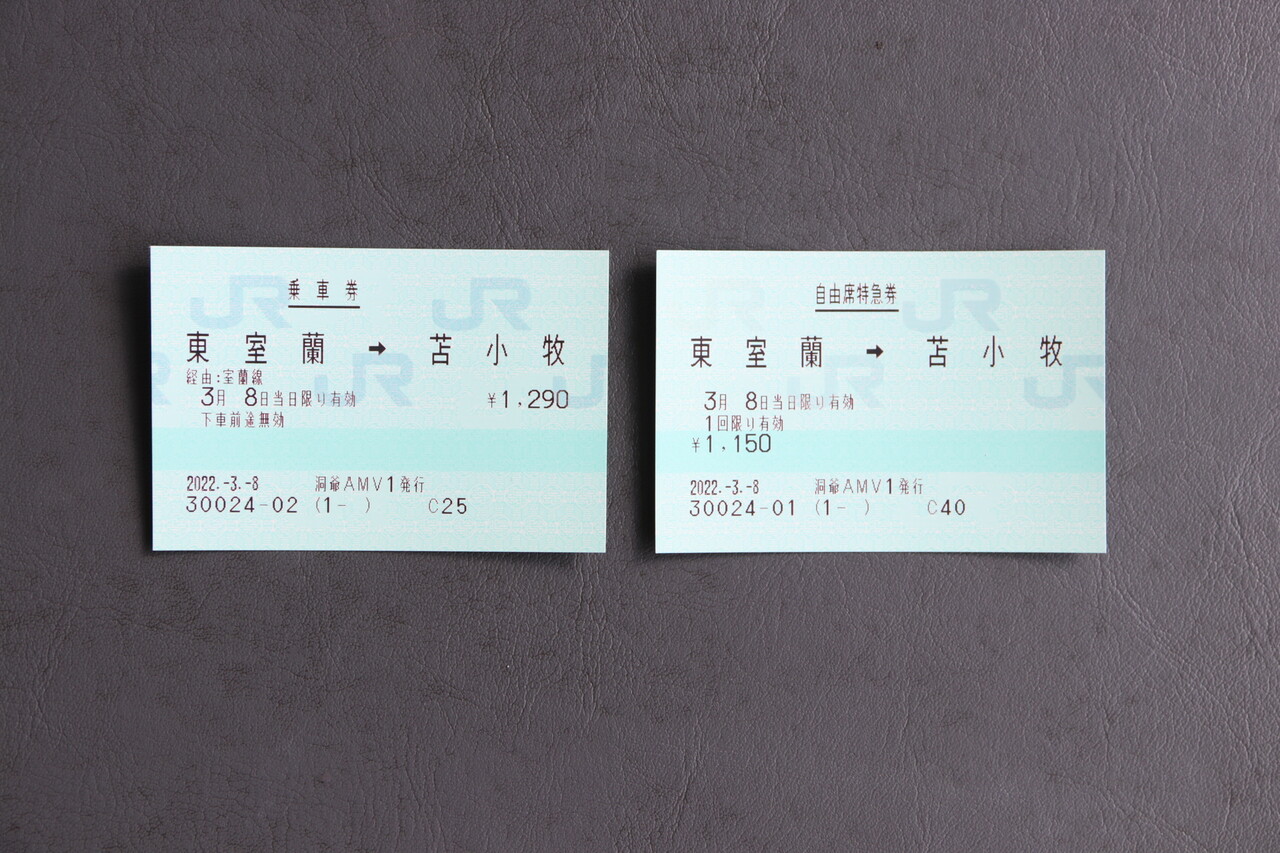 乗車券
東室蘭 → 苫小牧
経由:室蘭線
3月 8日当日限り有効 ¥1,290
下車前途無効
2022.-3.-8 洞爺AMV1発行
30024-02 (1- ) C25
自由席特急券
東室蘭 → 苫小牧
3月 8日当日限り有効
1回限り有効
¥1,150
2022.-3.-8 洞爺AMV1発行
30024-01 (1- ) C40